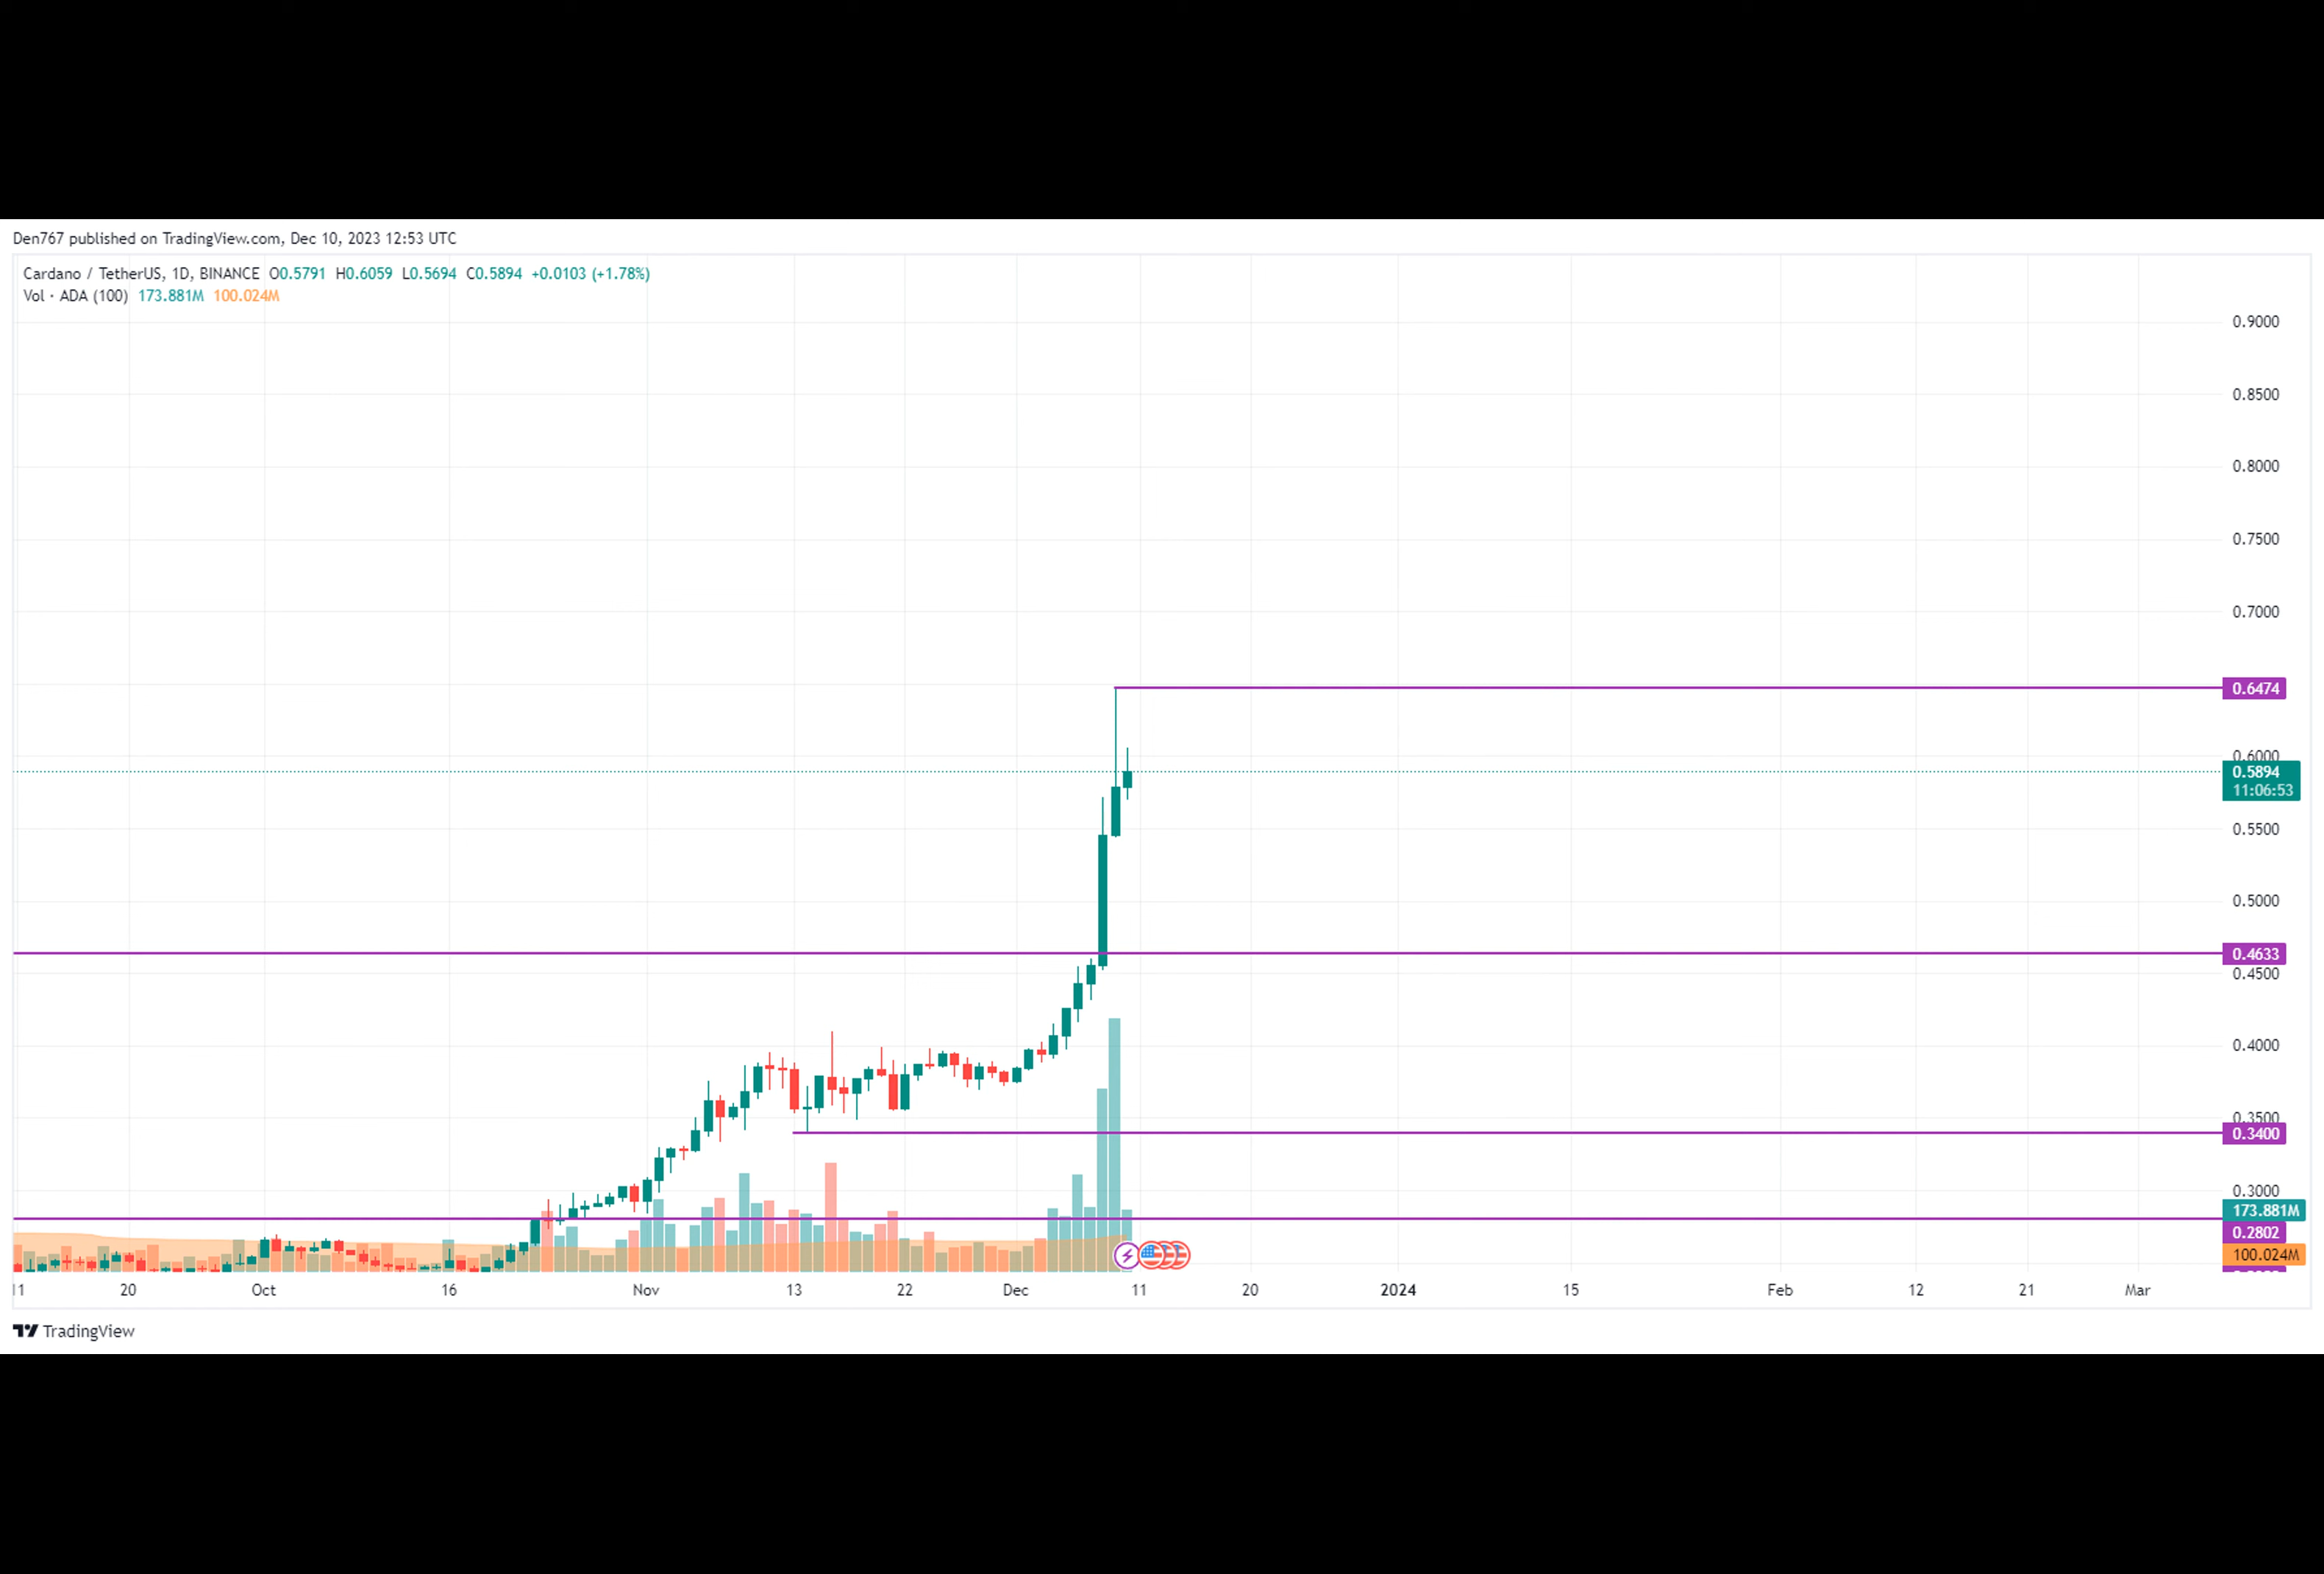 Den767 published on TradingView.com, Dec 10, 2023 12:53 UTC
Cardano / TetherUS, 1D, BINANCE O0.5791 H0.6059 L0.5694 C0.5894 +0.0103 (+1.78%)
Vol · ADA (100) 173.881M 100.024M
0.9000
0.8500
0.8000
0.7500
0.7000
0.6474
0.6000
0.5894
11:06:53
0.5500
0.5000
0.4633
0.4500
0.4000
0.3500
0.3400
0.3000
173.881M
0.2802
100.024M
11 20 Oct 16 Nov 13 22 Dec 11 20 2024 15 Feb 12 21 Mar
TradingView